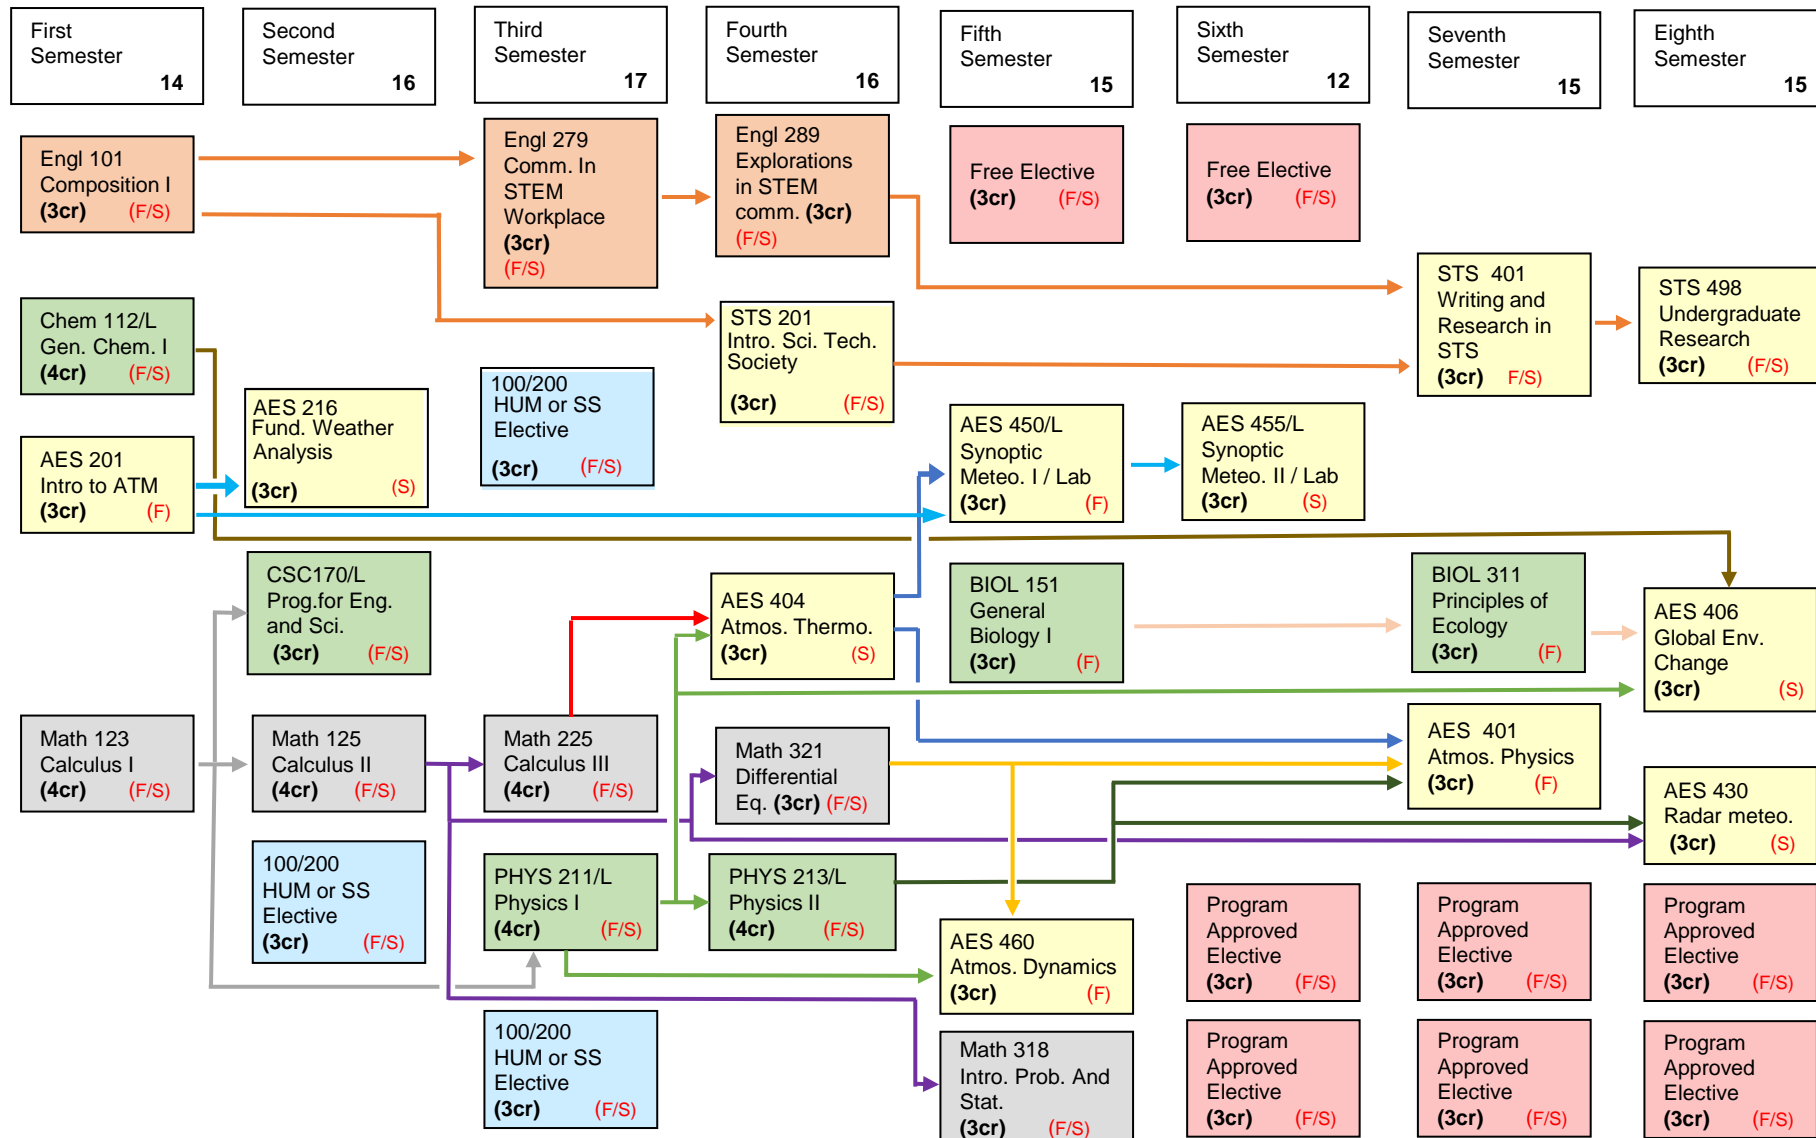 First
Semester
14
Second
Semester
16
Third
Semester
17
Fourth
Semester
16
Fifth
Semester
15
Sixth
Semester
12
Seventh
Semester
15
Eighth
Semester
15
Engl 101
Composition I
(3cr) (F/S)
Chem 112/L
Gen. Chem. I
(4cr) (F/S)
AES 201
Intro to ATM
(3cr) (F)
Math 123
Calculus I
(4cr) (F/S)
AES 216
Fund. Weather
Analysis
(3cr) (S)
CSC170/L
Prog.for Eng.
and Sci.
(3cr) (F/S)
Math 125
Calculus II
(4cr) (F/S)
100/200
HUM or SS
Elective
(3cr) (F/S)
Engl 279
Comm. In
STEM
Workplace
(3cr)
(F/S)
100/200
HUM or SS
Elective
(3cr) (F/S)
Math 225
Calculus III
(4cr) (F/S)
PHYS 211/L
Physics I
(4cr) (F/S)
100/200
HUM or SS
Elective
(3cr) (F/S)
Engl 289
Explorations
in STEM
comm. (3cr)
(F/S)
STS 201
Intro. Sci. Tech.
Society
(3cr) (F/S)
AES 404
Atmos. Thermo.
(3cr) (S)
Math 321
Differential
Eq. (3cr) (F/S)
PHYS 213/L
Physics II
(4cr) (F/S)
Free Elective
(3cr) (F/S)
AES 450/L
Synoptic
Meteo. I / Lab
(3cr) (F)
BIOL 151
General
Biology I
(3cr) (F)
AES 460
Atmos. Dynamics
(3cr) (F)
Math 318
Intro. Prob. And
Stat.
(3cr) (F/S)
Free Elective
(3cr) (F/S)
AES 455/L
Synoptic
Meteo. II / Lab
(3cr) (S)
Program
Approved
Elective
(3cr) (F/S)
Program
Approved
Elective
(3cr) (F/S)
STS 401
Writing and
Research in
STS
(3cr) F/S)
BIOL 311
Principles of
Ecology
(3cr) (F)
AES 401
Atmos. Physics
(3cr) (F)
Program
Approved
Elective
(3cr) (F/S)
Program
Approved
Elective
(3cr) (F/S)
STS 498
Undergraduate
Research
(3cr) (F/S)
AES 406
Global Env.
Change
(3cr) (S)
AES 430
Radar meteo.
(3cr) (S)
Program
Approved
Elective
(3cr) (F/S)
Program
Approved
Elective
(3cr) (F/S)